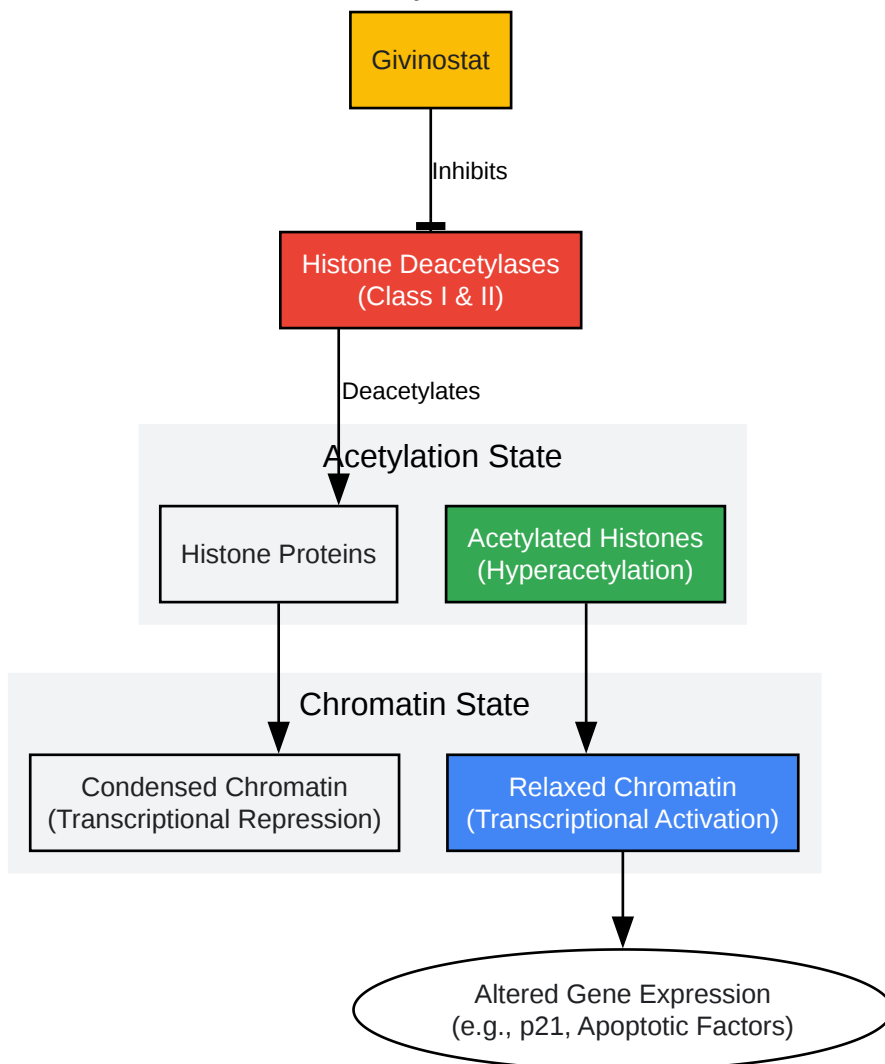 Givinostat
Inhibits
Histone Deacetylases
(Class I & II)
Deacetylates
Acetylation State
Histone Proteins
Acetylated Histones
(Hyperacetylation)
Chromatin State
Condensed Chromatin
(Transcriptional Repression)
Relaxed Chromatin
(Transcriptional Activation)
Altered Gene Expression
(e.g., p21, Apoptotic Factors)